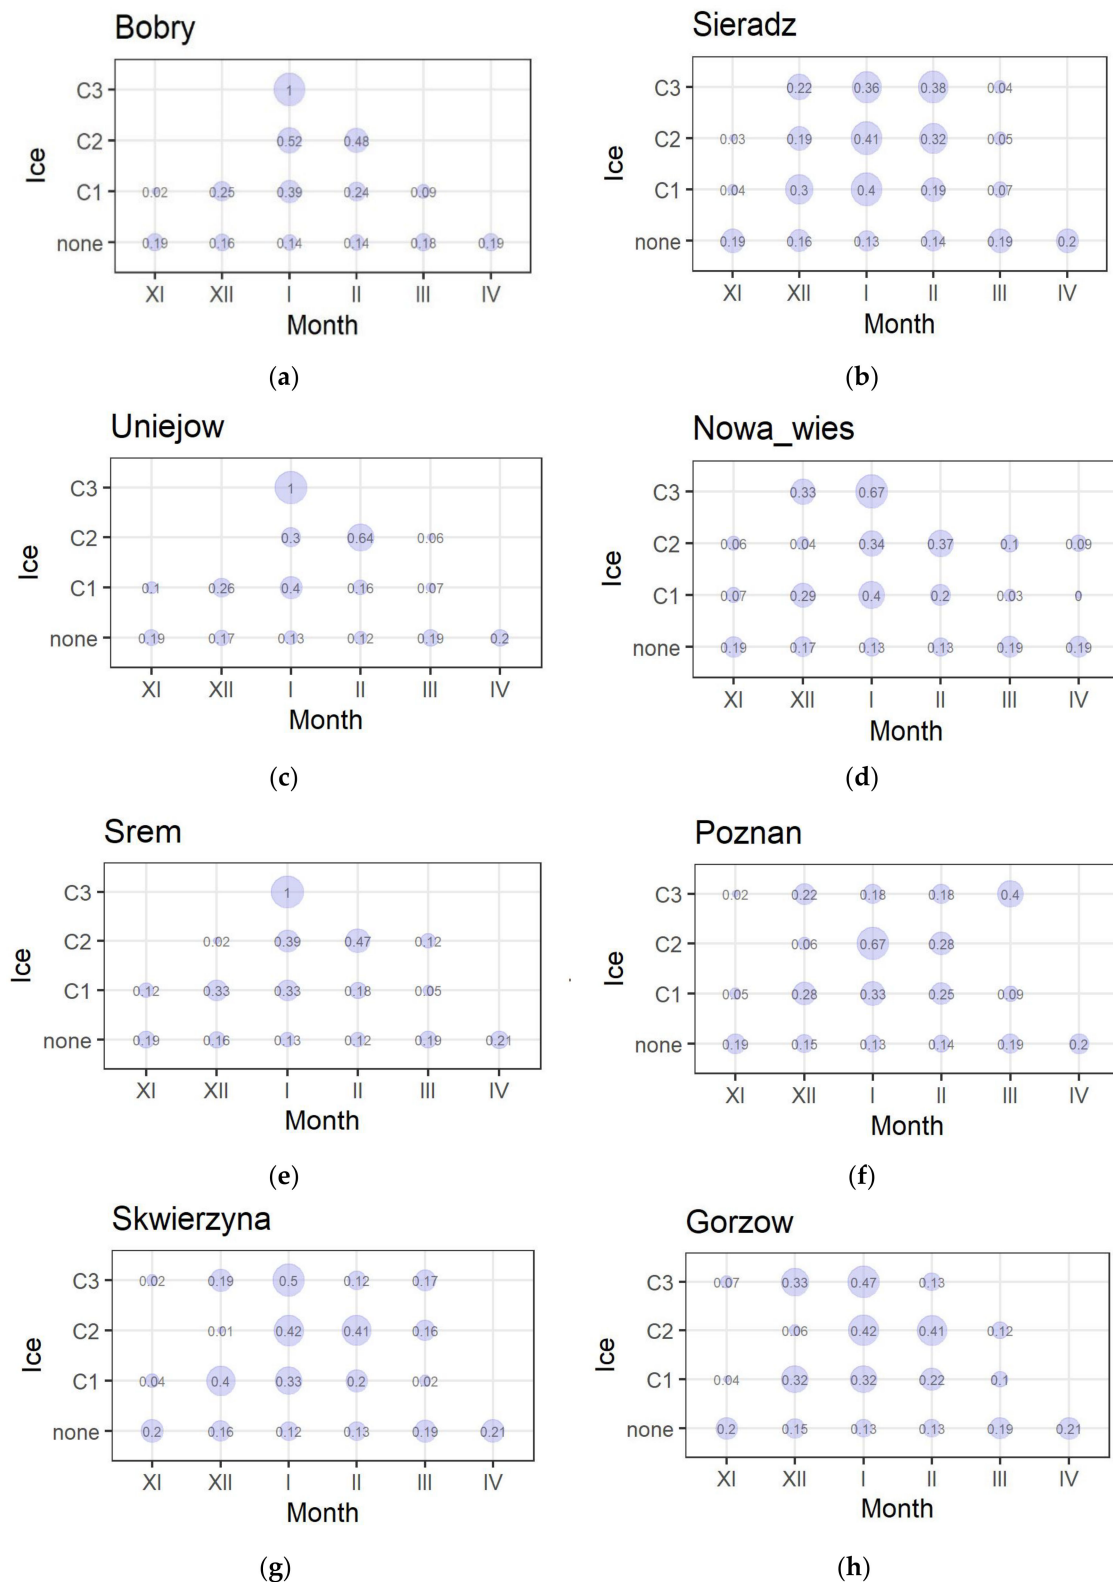 Bobry
C3 1
C2 0.52 0.48
C1 0.02 0.25 0.39 0.24 0.09
none 0.19 0.16 0.14 0.14 0.18 0.19
Ice
XI XII I II III IV
Month
(a)
Sieradz
C3 0.22 0.36 0.38 0.04
C2 0.03 0.19 0.41 0.32 0.05
C1 0.04 0.3 0.4 0.19 0.07
none 0.19 0.16 0.13 0.14 0.19 0.2
Ice
XI XII I II III IV
Month
(b)
Uniejow
C3 1
C2 0.3 0.64 0.06
C1 0.1 0.26 0.4 0.16 0.07
none 0.19 0.17 0.13 0.12 0.19 0.2
Ice
XI XII I II III IV
Month
(c)
Nowa_wies
C3 0.33 0.67
C2 0.06 0.04 0.34 0.37 0.1 0.09
C1 0.07 0.29 0.4 0.2 0.03 0
none 0.19 0.17 0.13 0.13 0.19 0.19
Ice
XI XII I II III IV
Month
(d)
Srem
C3 1
C2 0.02 0.39 0.47 0.12
C1 0.12 0.33 0.33 0.18 0.05
none 0.19 0.16 0.13 0.12 0.19 0.21
Ice
XI XII I II III IV
Month
(e)
Poznan
C3 0.02 0.22 0.18 0.18 0.4
C2 0.06 0.67 0.28
C1 0.05 0.28 0.33 0.25 0.09
none 0.19 0.15 0.13 0.14 0.19 0.2
Ice
XI XII I II III IV
Month
(f)
Skwierzyna
C3 0.02 0.19 0.5 0.12 0.17
C2 0.01 0.42 0.41 0.16
C1 0.04 0.4 0.33 0.2 0.02
none 0.2 0.16 0.12 0.13 0.19 0.21
Ice
XI XII I II III IV
Month
(g)
Gorzow
C3 0.07 0.33 0.47 0.13
C2 0.06 0.42 0.41 0.12
C1 0.04 0.32 0.32 0.22 0.1
none 0.2 0.15 0.13 0.13 0.19 0.21
Ice
XI XII I II III IV
Month
(h)